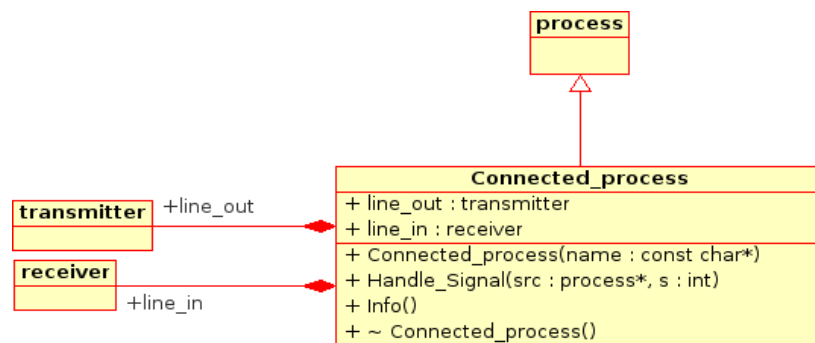 process
Connected_process
+ line_out : transmitter
+ line_in : receiver
+ Connected_process(name : const char*)
+ Handle_Signal(src : process*, s : int)
+ Info()
+ ~ Connected_process()
transmitter
+line_out
receiver
+line_in